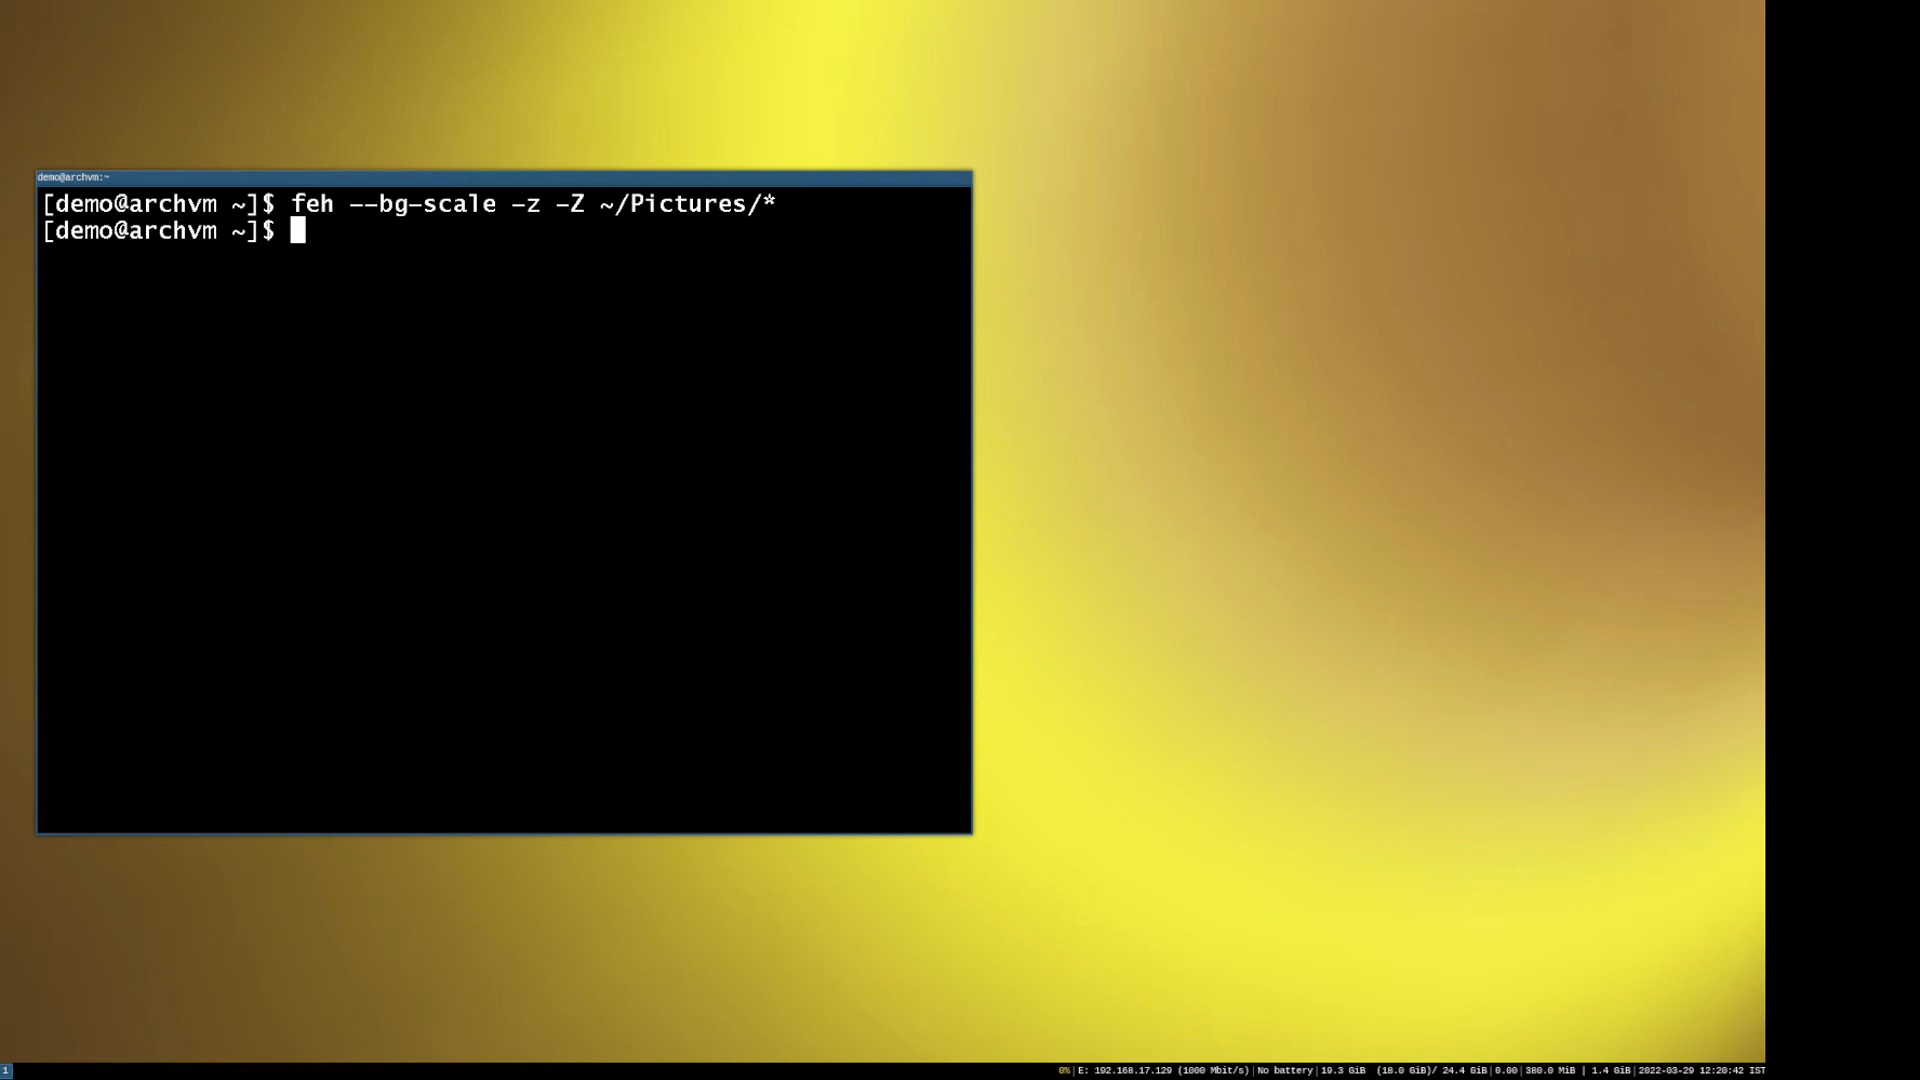 demo@archvm:~
[demo@archvm ~]$ feh --bg-scale -z -Z ~/Pictures/*
[demo@archvm ~]$
1
0%|E: 192.168.17.129 (1000 Mbit/s)|No battery|19.3 GiB (18.0 GiB)/ 24.4 GiB|0.00|380.0 MiB | 1.4 GiB|2022-03-29 12:20:42 IST